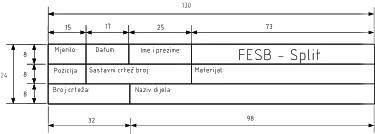 130
15 17 25 73
8 Mjerilo: Datum: Ime i prezime: FESB - Split
24 8 Pozicija: Sastavni crtež broj: Materijal:
8 Broj crteža: Naziv dijela:
32 98